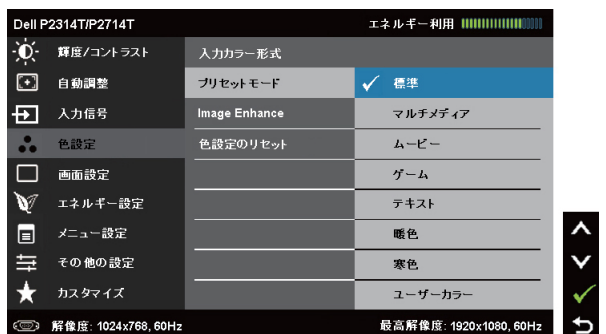 Dell P2314T/P2714T エネルギー利用
輝度/コントラスト 入力カラー形式
自動調整 プリセットモード 標準
入力信号 Image Enhance マルチメディア
色設定 色設定のリセット ムービー
画面設定 ゲーム
エネルギー設定 テキスト
メニュー設定 暖色
その他の設定 寒色
カスタマイズ ユーザーカラー
解像度: 1024x768, 60Hz 最高解像度: 1920x1080, 60Hz